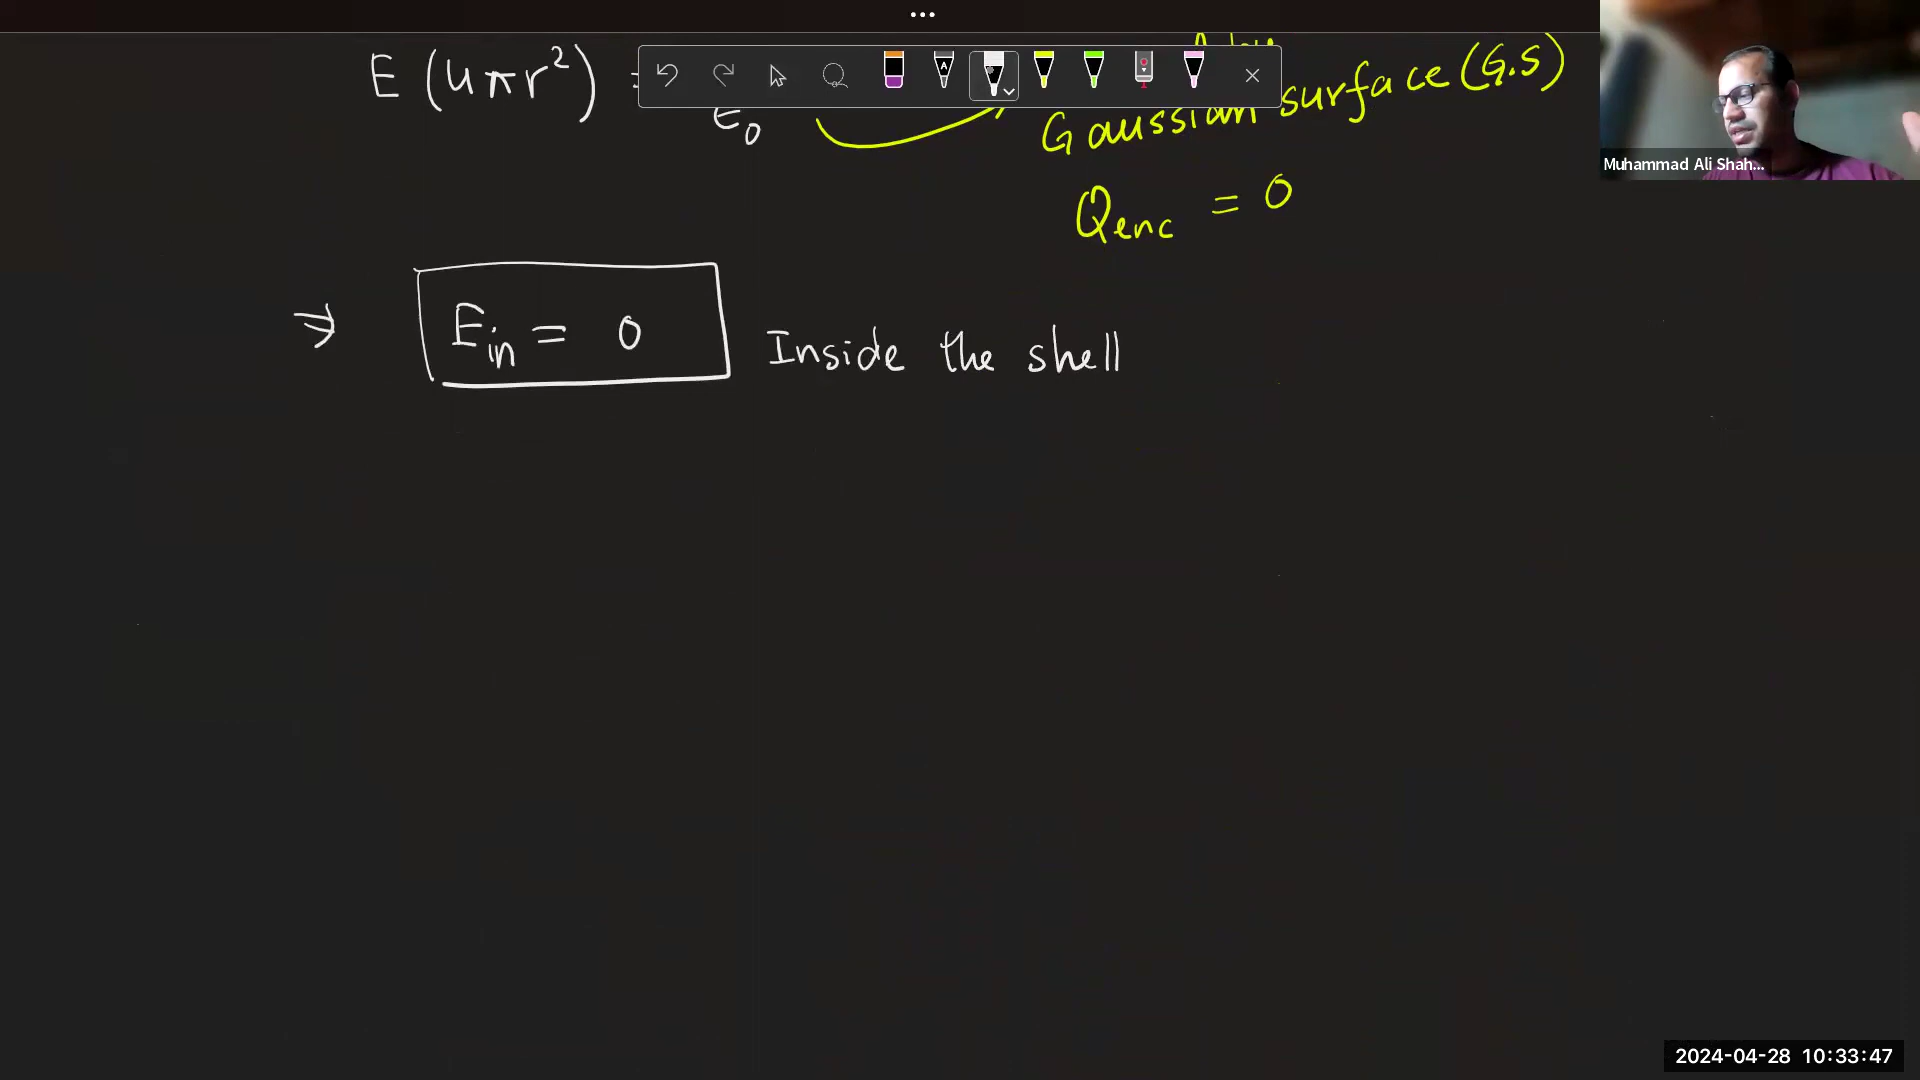 ...
E (4πr²) =
Gaussian surface (G.S)
ε₀
Muhammad Ali Shah...
Qenc = 0
⇒ Ein = 0 Inside the shell
2024-04-28 10:33:47